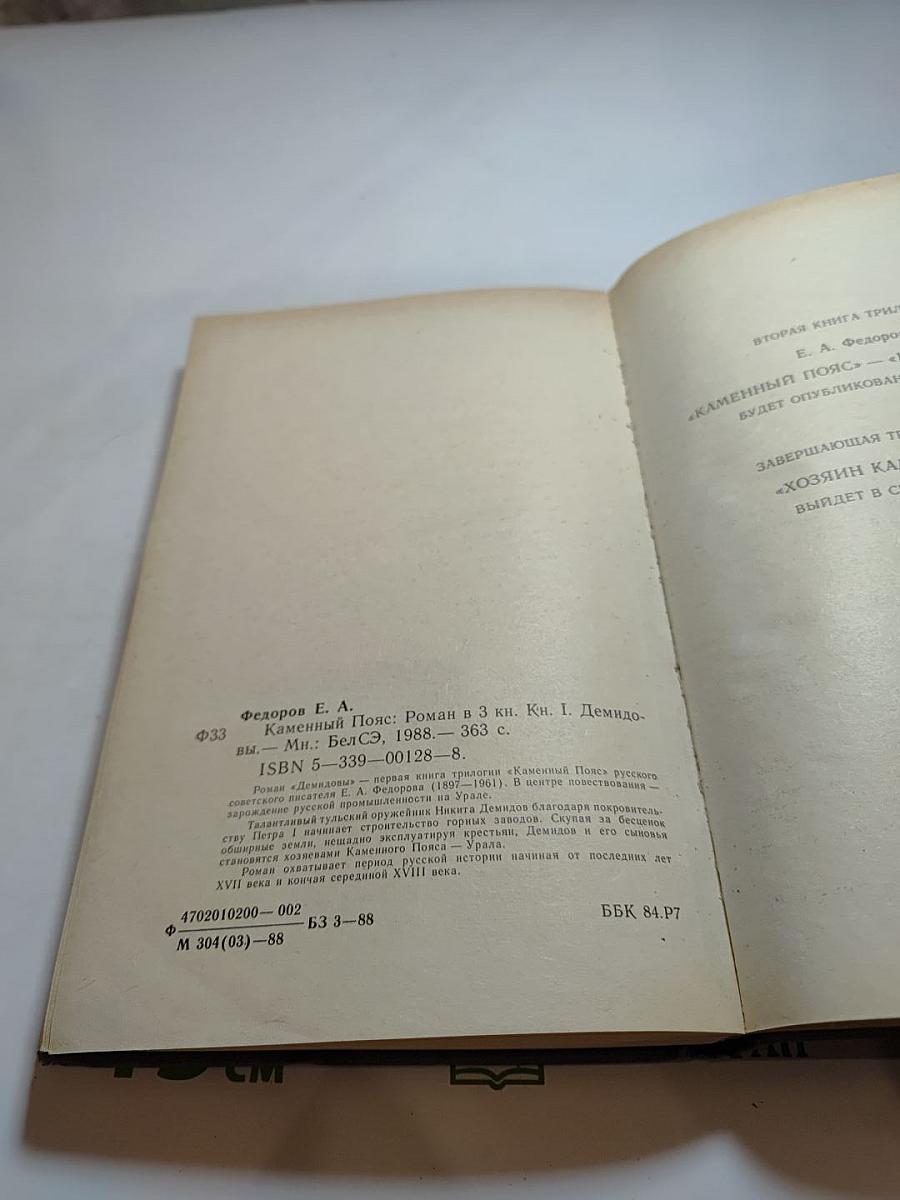 Федоров Е. А.
Ф33 Каменный Пояс: Роман в 3 кн. Кн. I. Демидо-
вы.— Мн.: БелСЭ, 1988.— 363 с.
ISBN 5—339—00128—8.
Роман «Демидовы» — первая книга трилогии «Каменный Пояс» русского
советского писателя Е. А. Федорова (1897—1961). В центре повествования —
зарождение русской промышленности на Урале.
Талантливый тульский оружейник Никита Демидов благодаря покровитель-
ству Петра I начинает строительство горных заводов. Скупая за бесценок
обширные земли, нещадно эксплуатируя крестьян, Демидов и его сыновья
становятся хозяевами Каменного Пояса — Урала.
Роман охватывает период русской истории начиная от последних лет
XVII века и кончая серединой XVIII века.
Ф 4702010200—002
М 304(03)—88
БЗ 3—88
ББК 84.Р7
ВТОРАЯ КНИГА
Е. А.
«КАМЕННЫЙ ПОЯС» —
БУДЕТ
ЗАВЕРШАЮЩАЯ
«ХОЗЯИН
ВЫЙДЕТ В
см